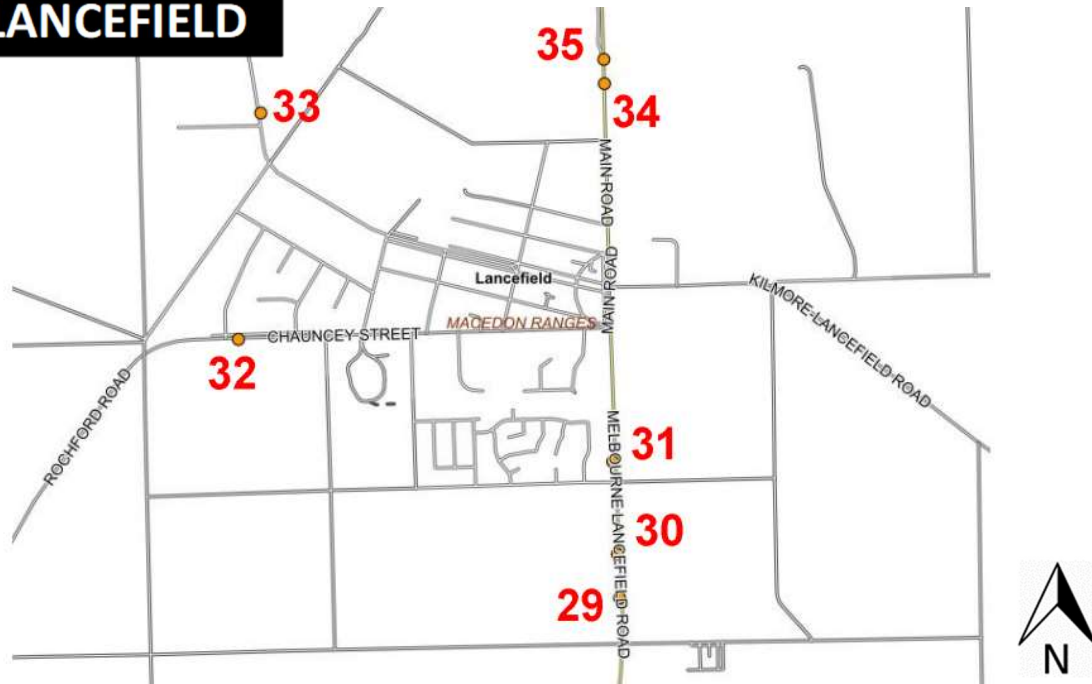 LANCEFIELD
35
33
34
MAIN ROAD
MAIN ROAD
Lancefield
KILMORE-LANCEFIELD ROAD
MACEDON RANGES
CHAUNCEY STREET
32
ROCHFORD ROAD
31
MELBOURNE-LANCEFIELD ROAD
30
29
N